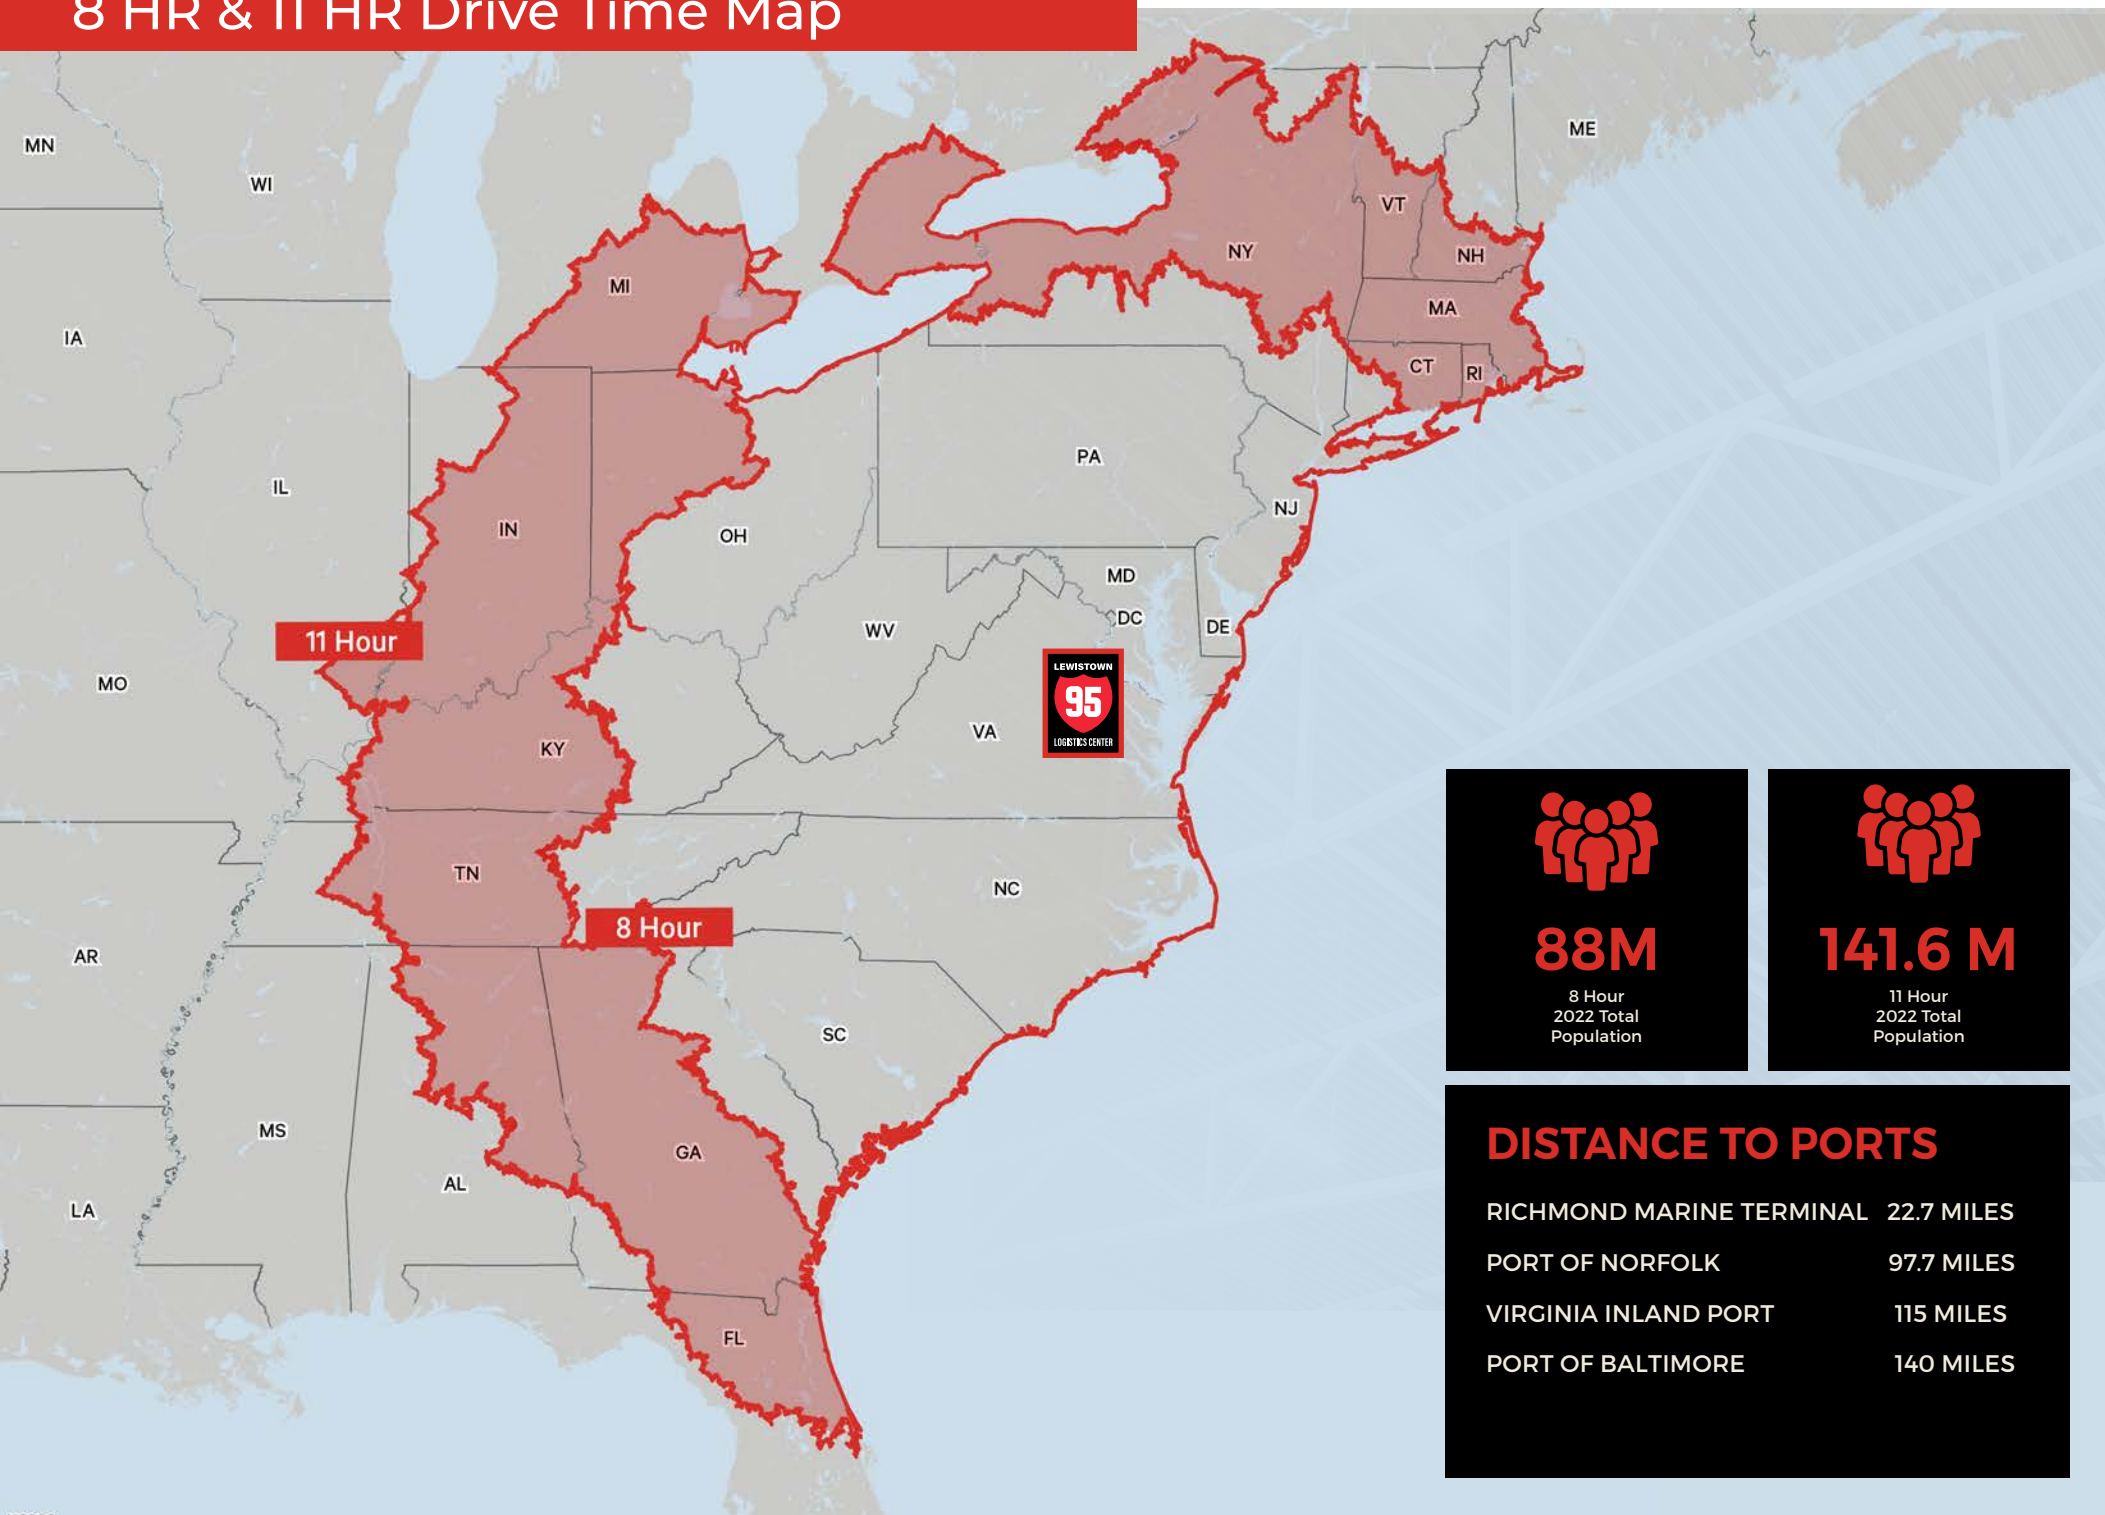 8 HR & 11 HR Drive Time Map
MN
WI
ME
MI
VT
NY
NH
MA
IA
CT
RI
PA
IL
NJ
IN
OH
MD
DC
DE
WV
11 Hour
MO
LEWISTOWN
95
LOGISTICS CENTER
VA
KY
TN
NC
8 Hour
AR
SC
MS
GA
AL
LA
FL
88M
8 Hour
2022 Total
Population
141.6 M
11 Hour
2022 Total
Population
DISTANCE TO PORTS
RICHMOND MARINE TERMINAL 22.7 MILES
PORT OF NORFOLK 97.7 MILES
VIRGINIA INLAND PORT 115 MILES
PORT OF BALTIMORE 140 MILES